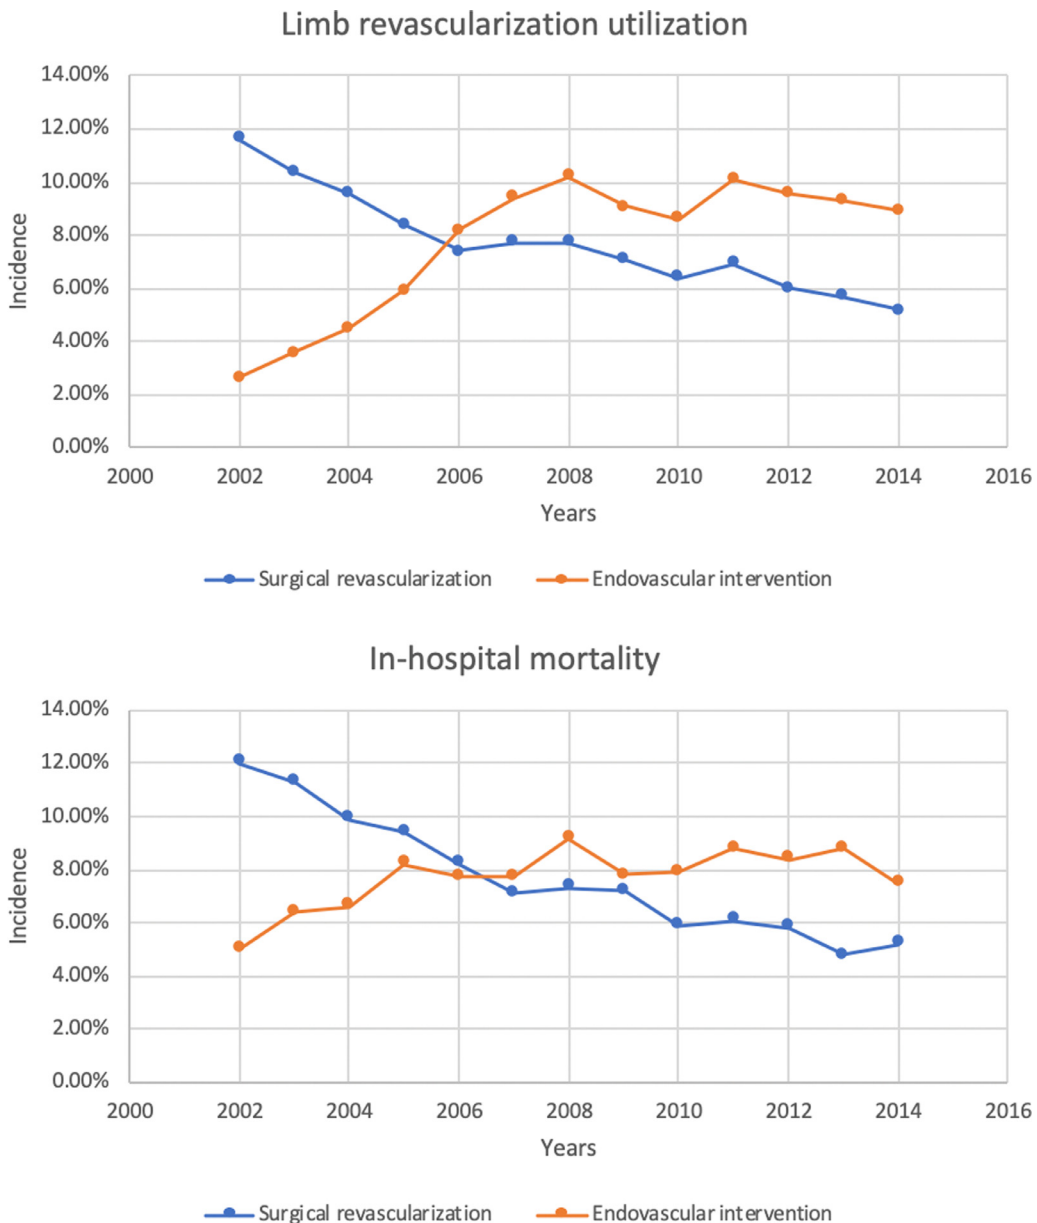 Limb revascularization utilization
14.00%
12.00%
10.00%
8.00%
6.00%
4.00%
2.00%
0.00%
Incidence
2000 2002 2004 2006 2008 2010 2012 2014 2016
Years
Surgical revascularization Endovascular intervention
In-hospital mortality
14.00%
12.00%
10.00%
8.00%
6.00%
4.00%
2.00%
0.00%
Incidence
2000 2002 2004 2006 2008 2010 2012 2014 2016
Years
Surgical revascularization Endovascular intervention